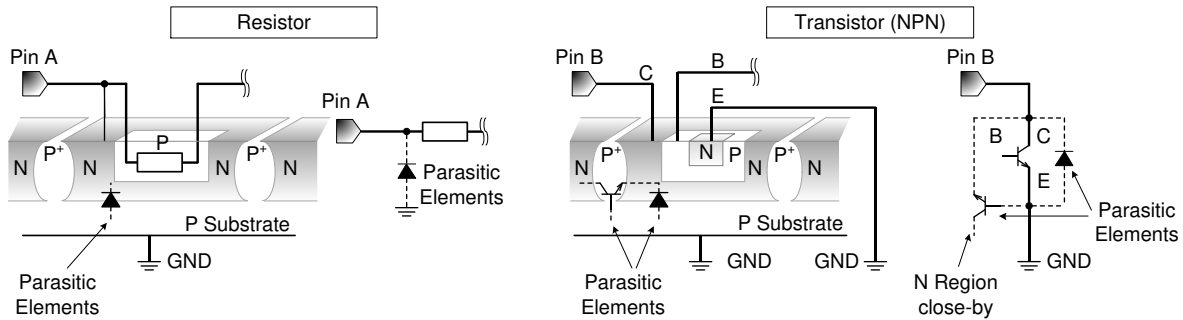 Resistor
Pin A
N
P+
N
P
N
P+
N
P Substrate
GND
Parasitic
Elements
Pin A
Parasitic
Elements
Transistor (NPN)
Pin B
C
B
E
N
P+
N
N
P
N
P+
N
P Substrate
GND
GND
Parasitic
Elements
Pin B
B
C
E
Parasitic
Elements
GND
N Region
close-by